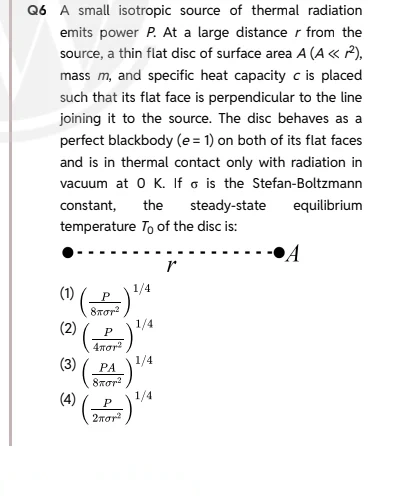 Q6 A small isotropic source of thermal radiation
emits power P. At a large distance r from the
source, a thin flat disc of surface area A (A ≪ r²),
mass m, and specific heat capacity c is placed
such that its flat face is perpendicular to the line
joining it to the source. The disc behaves as a
perfect blackbody (e = 1) on both of its flat faces
and is in thermal contact only with radiation in
vacuum at 0 K. If σ is the Stefan-Boltzmann
constant, the steady-state equilibrium
temperature T₀ of the disc is:
r A
(1) (P / 8πσr²)^1/4
(2) (P / 4πσr²)^1/4
(3) (PA / 8πσr²)^1/4
(4) (P / 2πσr²)^1/4